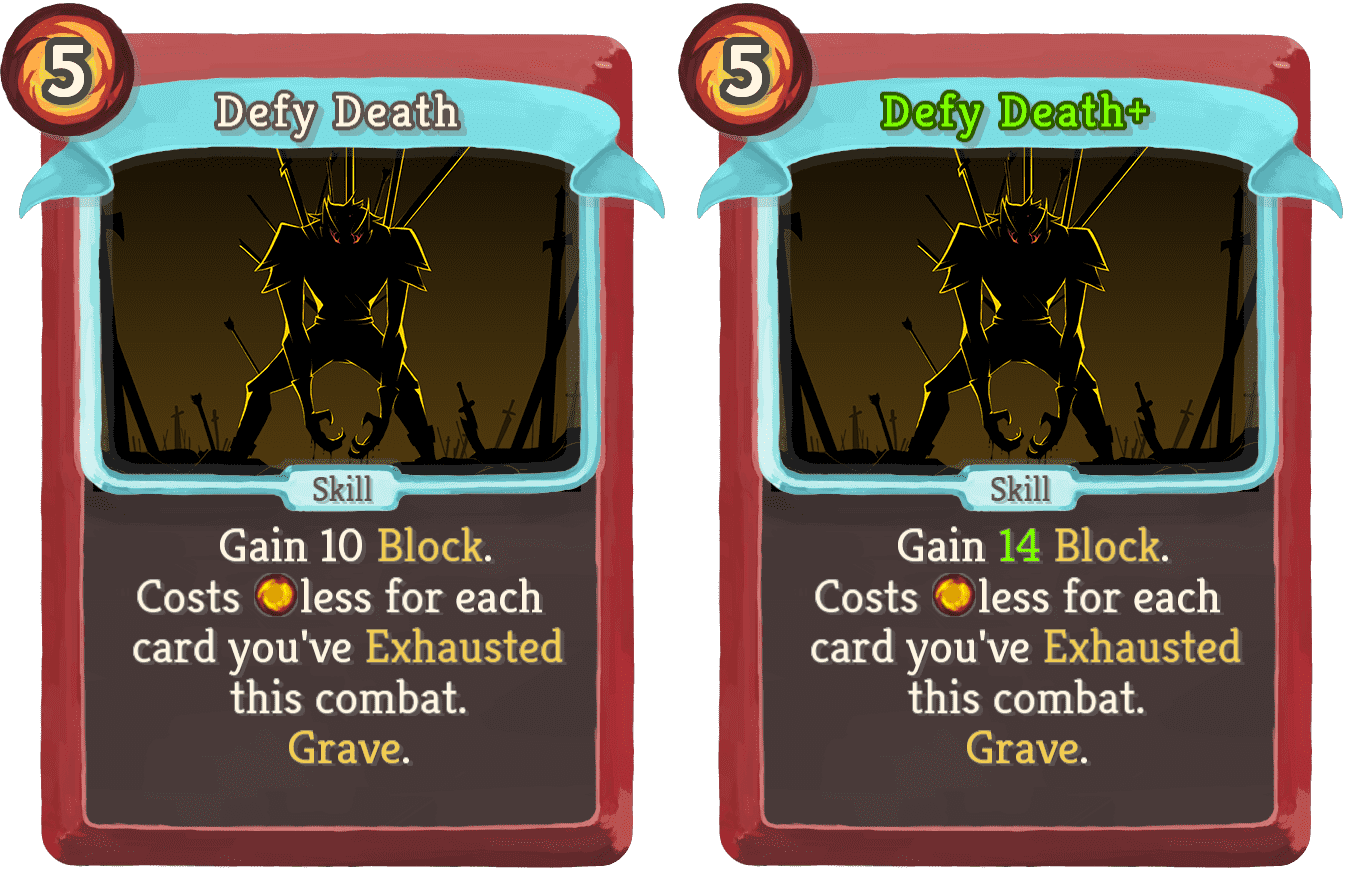 5
Defy Death
Skill
Gain 10 Block.
Costs less for each
card you've Exhausted
this combat.
Grave.
5
Defy Death+
Skill
Gain 14 Block.
Costs less for each
card you've Exhausted
this combat.
Grave.